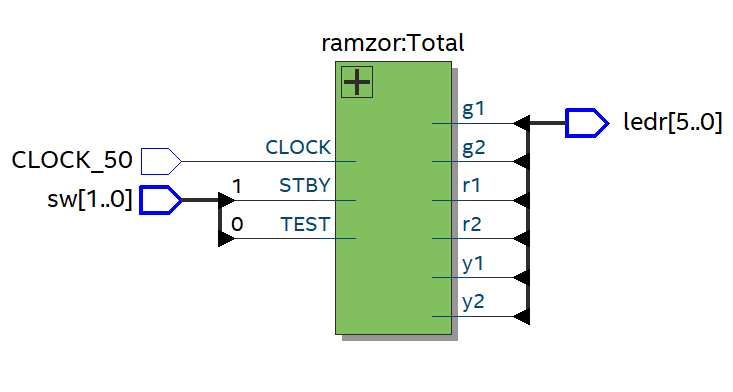 ramzor:Total
CLOCK_50
sw[1..0]
1
0
CLOCK
STBY
TEST
g1
g2
r1
r2
y1
y2
ledr[5..0]